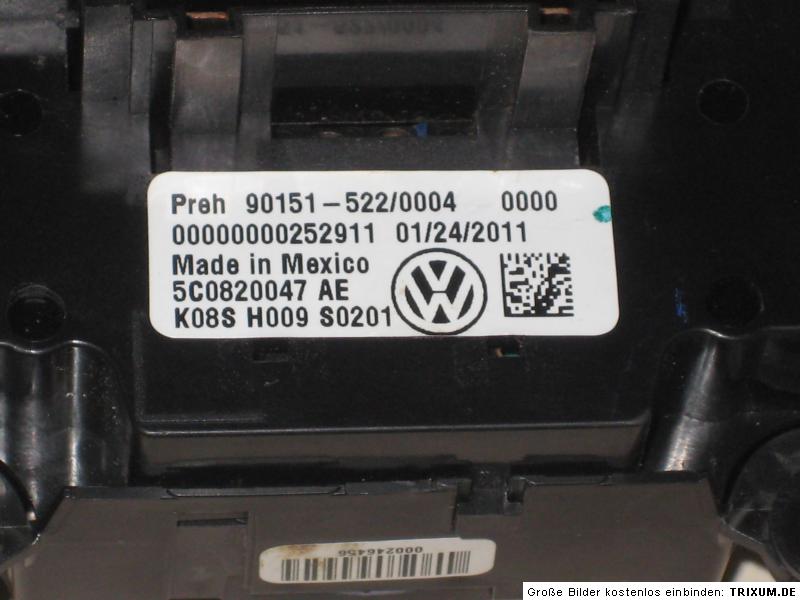 Preh 90151-522/0004 0000
00000000252911 01/24/2011
Made in Mexico
5C0820047 AE
K08S H009 S0201
000246456
Große Bilder kostenlos einbinden: TRIXUM.DE